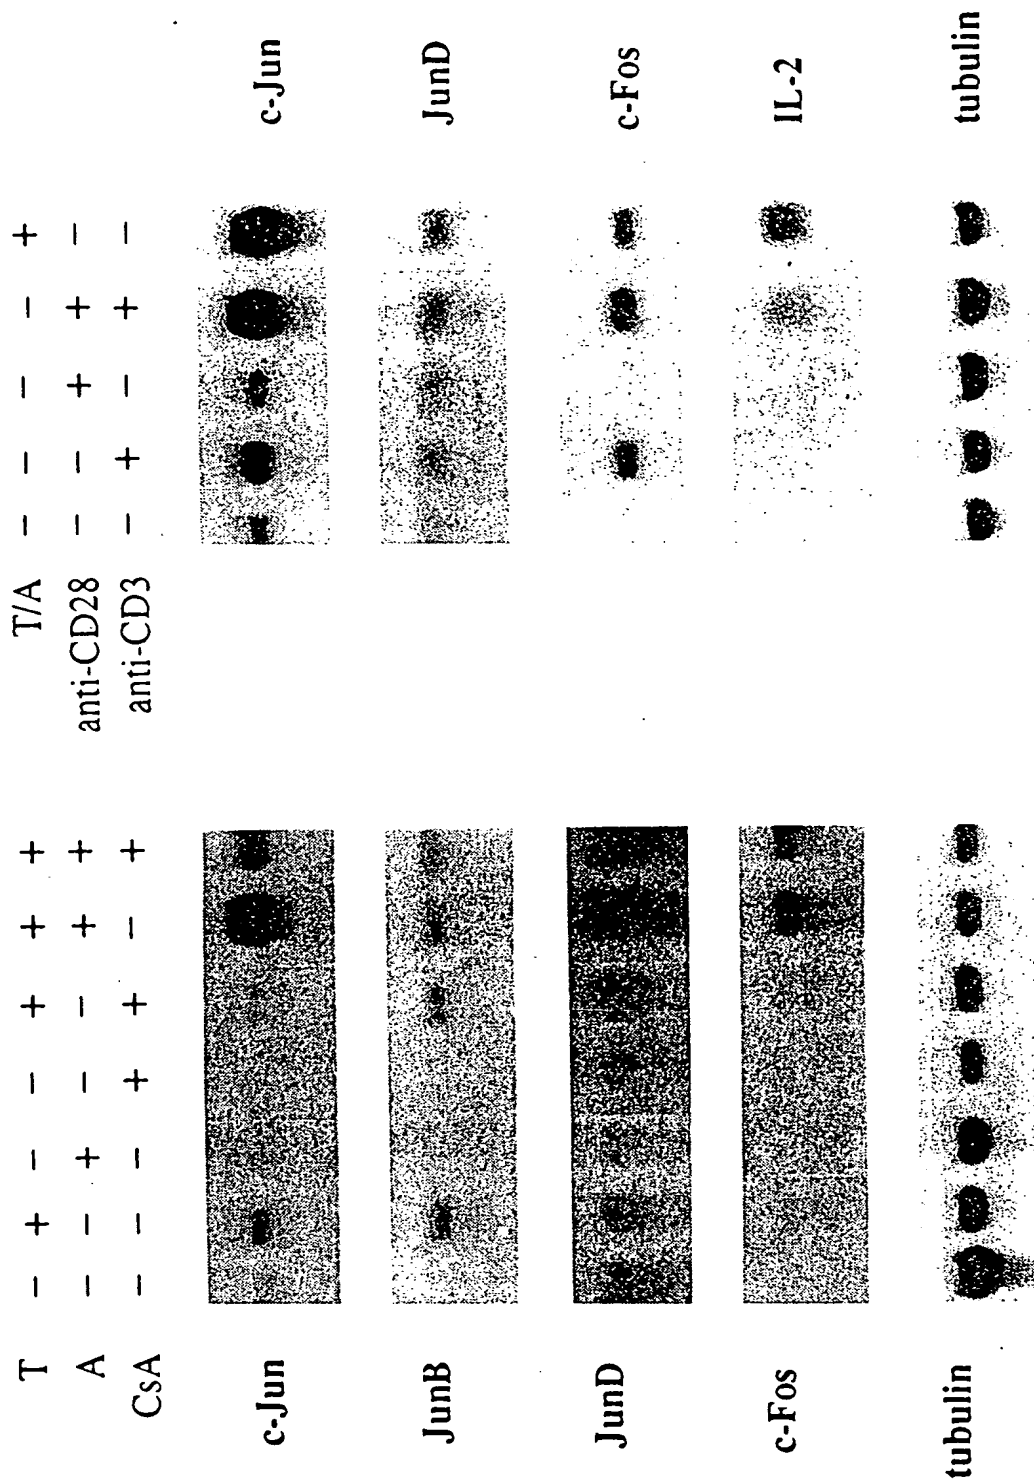 T − + − − + + +
A − − + − − + +
CsA − − − + + − +
c-Jun
JunB
JunD
c-Fos
tubulin
T/A − − − − +
anti-CD28 − − + + −
anti-CD3 − + − + −
c-Jun
JunD
c-Fos
IL-2
tubulin